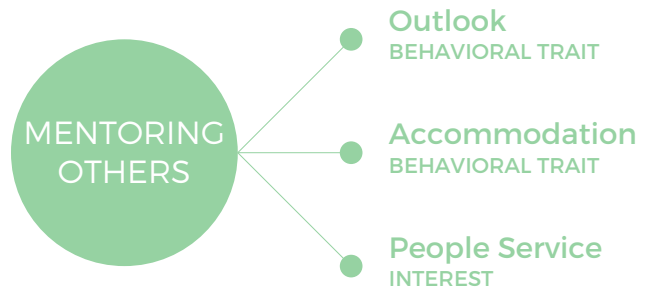 MENTORING
OTHERS
Outlook
BEHAVIORAL TRAIT
Accommodation
BEHAVIORAL TRAIT
People Service
INTEREST